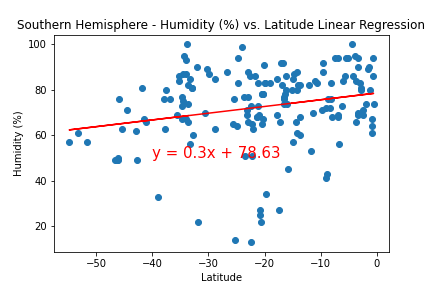 Southern Hemisphere - Humidity (%) vs. Latitude Linear Regression
100
80
60
40
20
Humidity (%)
y = 0.3x + 78.63
−50
−40
−30
−20
−10
0
Latitude